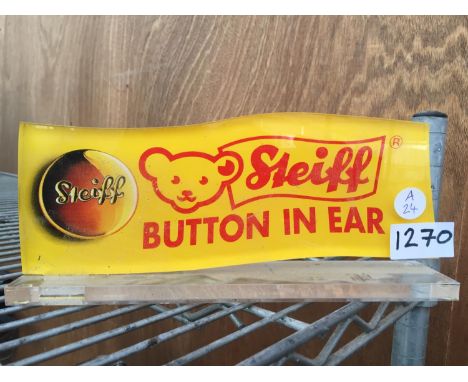 Steiff
Steiff ®
BUTTON IN EAR
A
24
1270